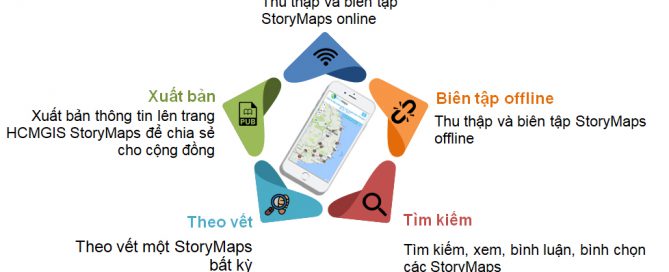 Thu thập và biên tập
StoryMaps online
Xuất bản
Xuất bản thông tin lên trang
HCMGIS StoryMaps để chia sẻ
cho cộng đồng
PUB
Biên tập offline
Thu thập và biên tập StoryMaps
offline
Theo vết
Theo vết một StoryMaps
bất kỳ
Tìm kiếm
Tìm kiếm, xem, bình luận, bình chọn
các StoryMaps